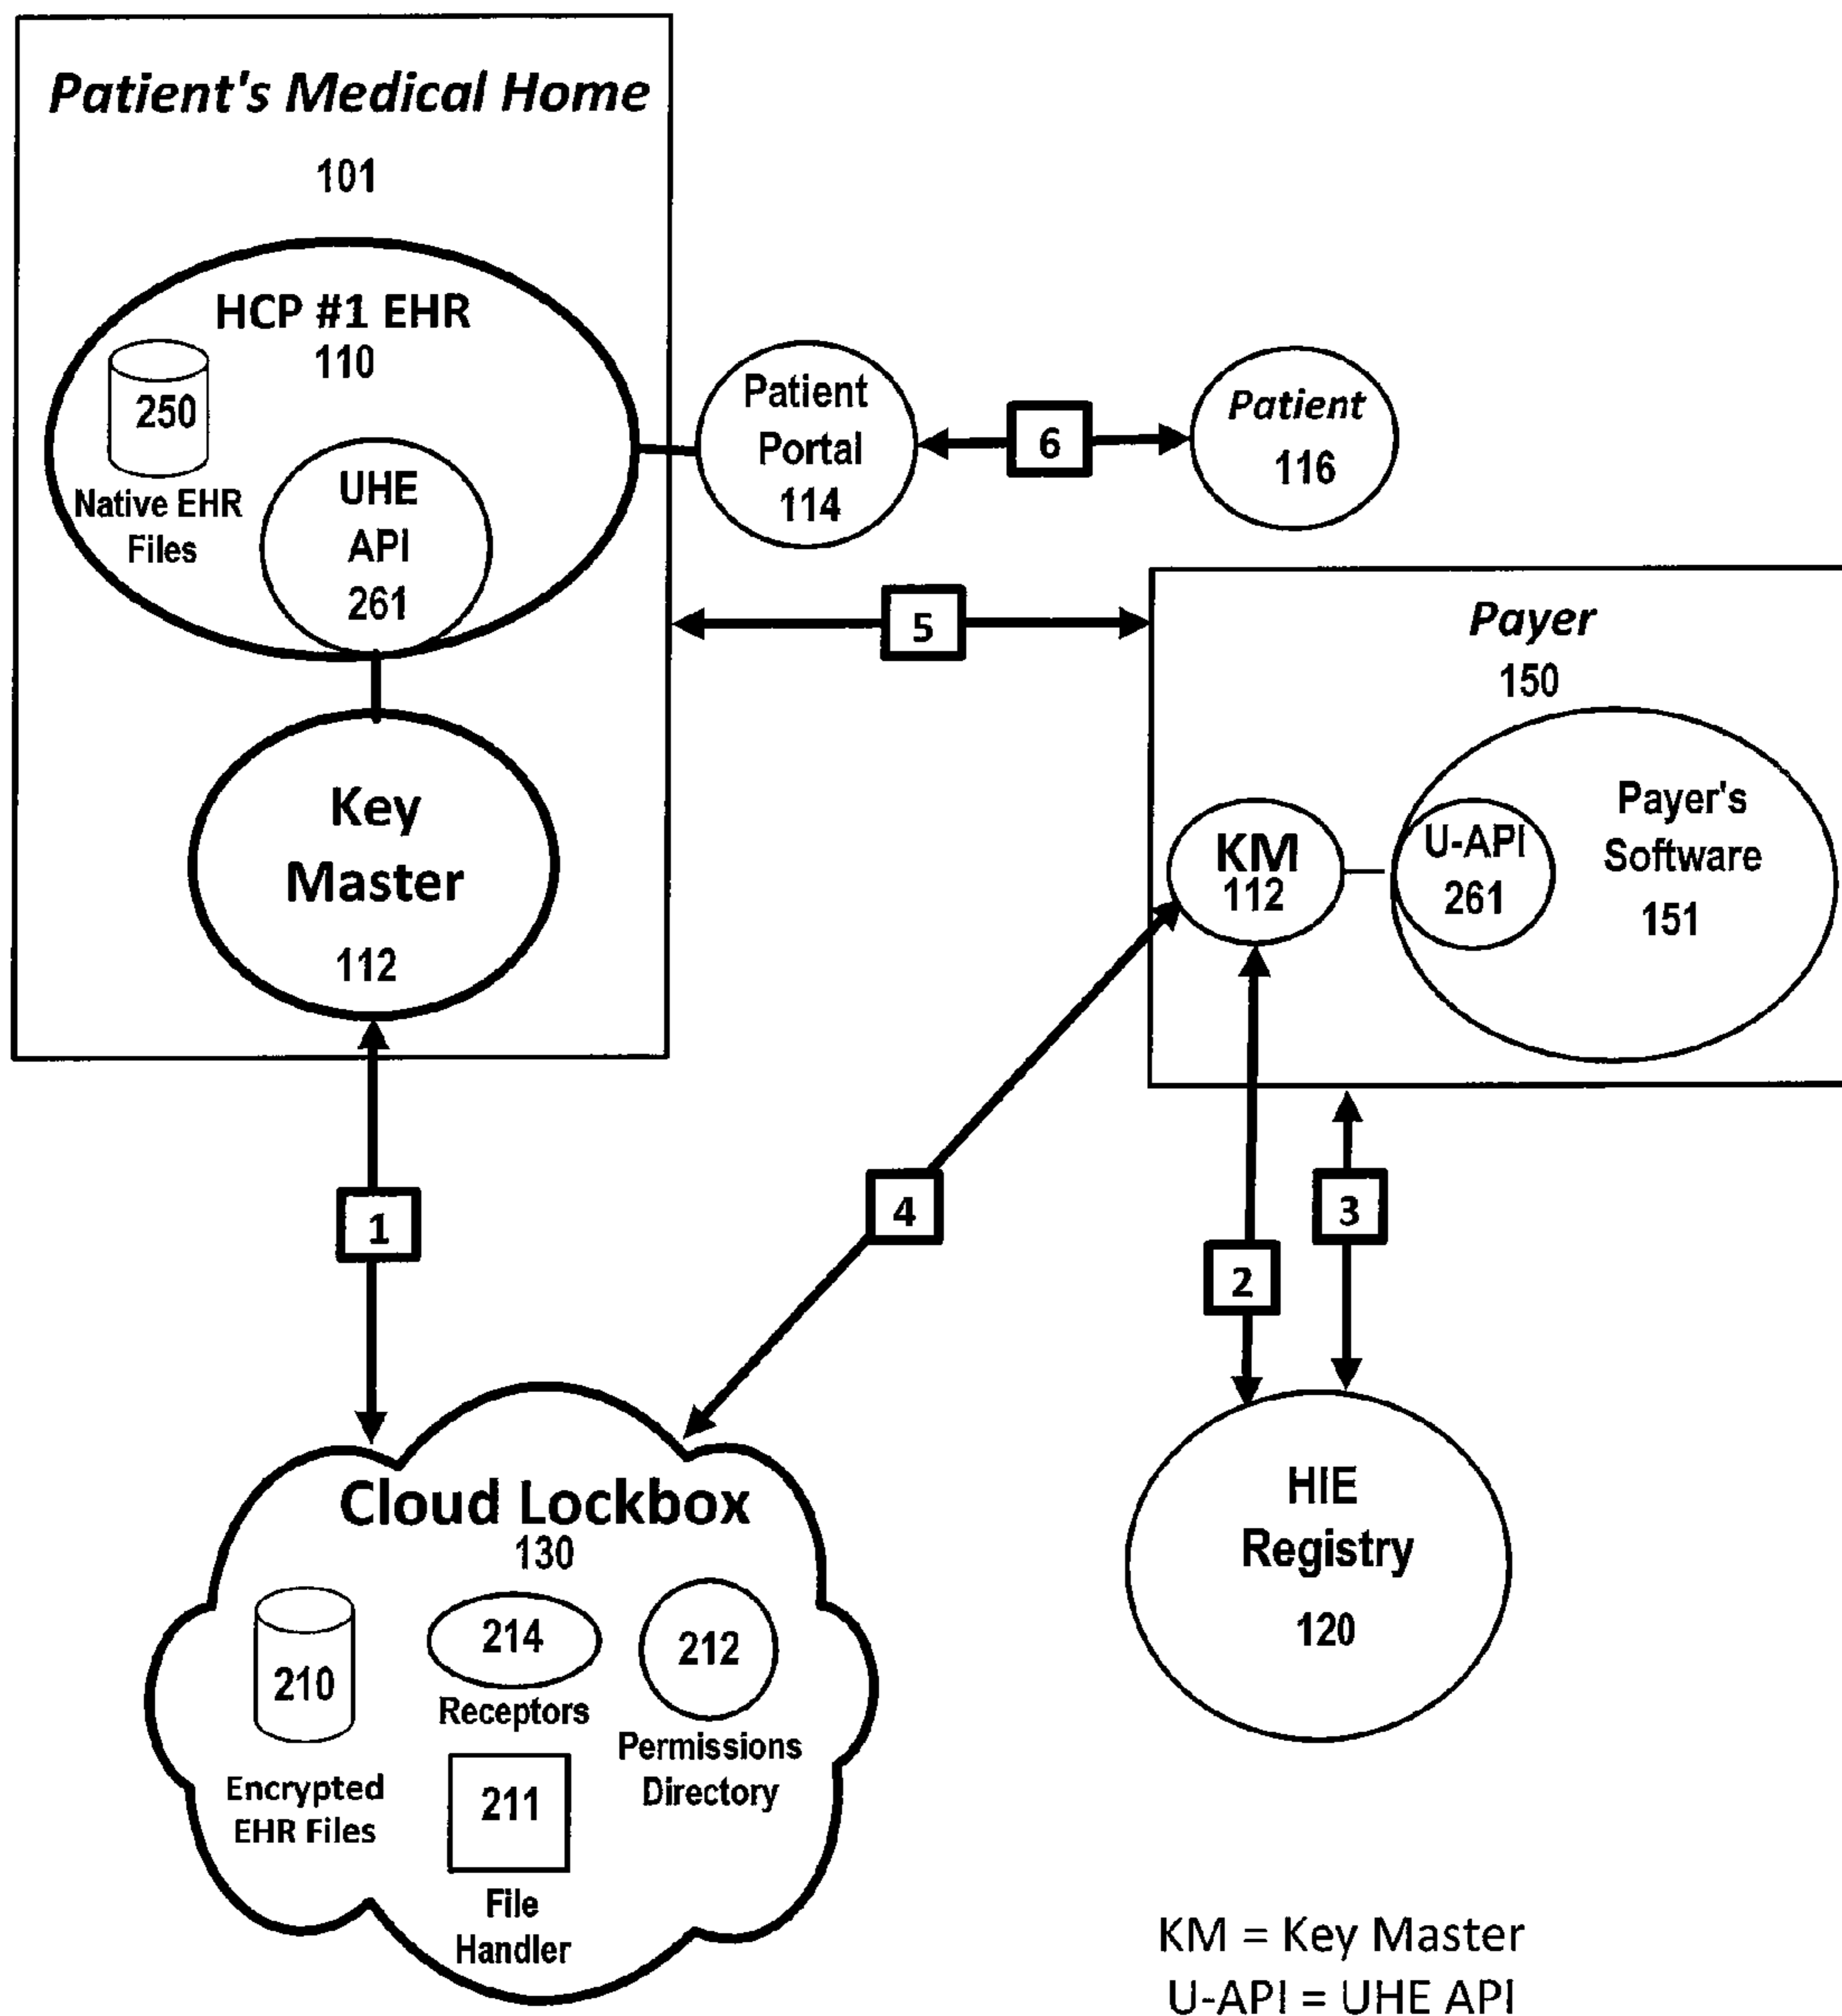 Patient's Medical Home
101
HCP #1 EHR
110
250
Native EHR
Files
UHE
API
261
Key
Master
112
Patient
Portal
114
6
Patient
116
5
Payer
150
KM
112
U-API
261
Payer's
Software
151
1
4
2
3
Cloud Lockbox
130
210
Encrypted
EHR Files
214
Receptors
211
File
Handler
212
Permissions
Directory
HIE
Registry
120
KM = Key Master
U-API = UHE API